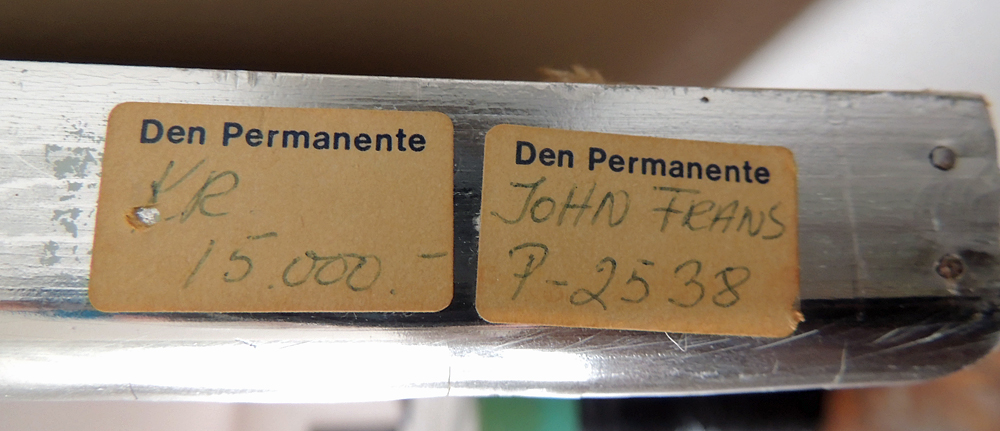 Den Permanente
KR.
15.000.-
Den Permanente
JOHN FRANS
P-2538